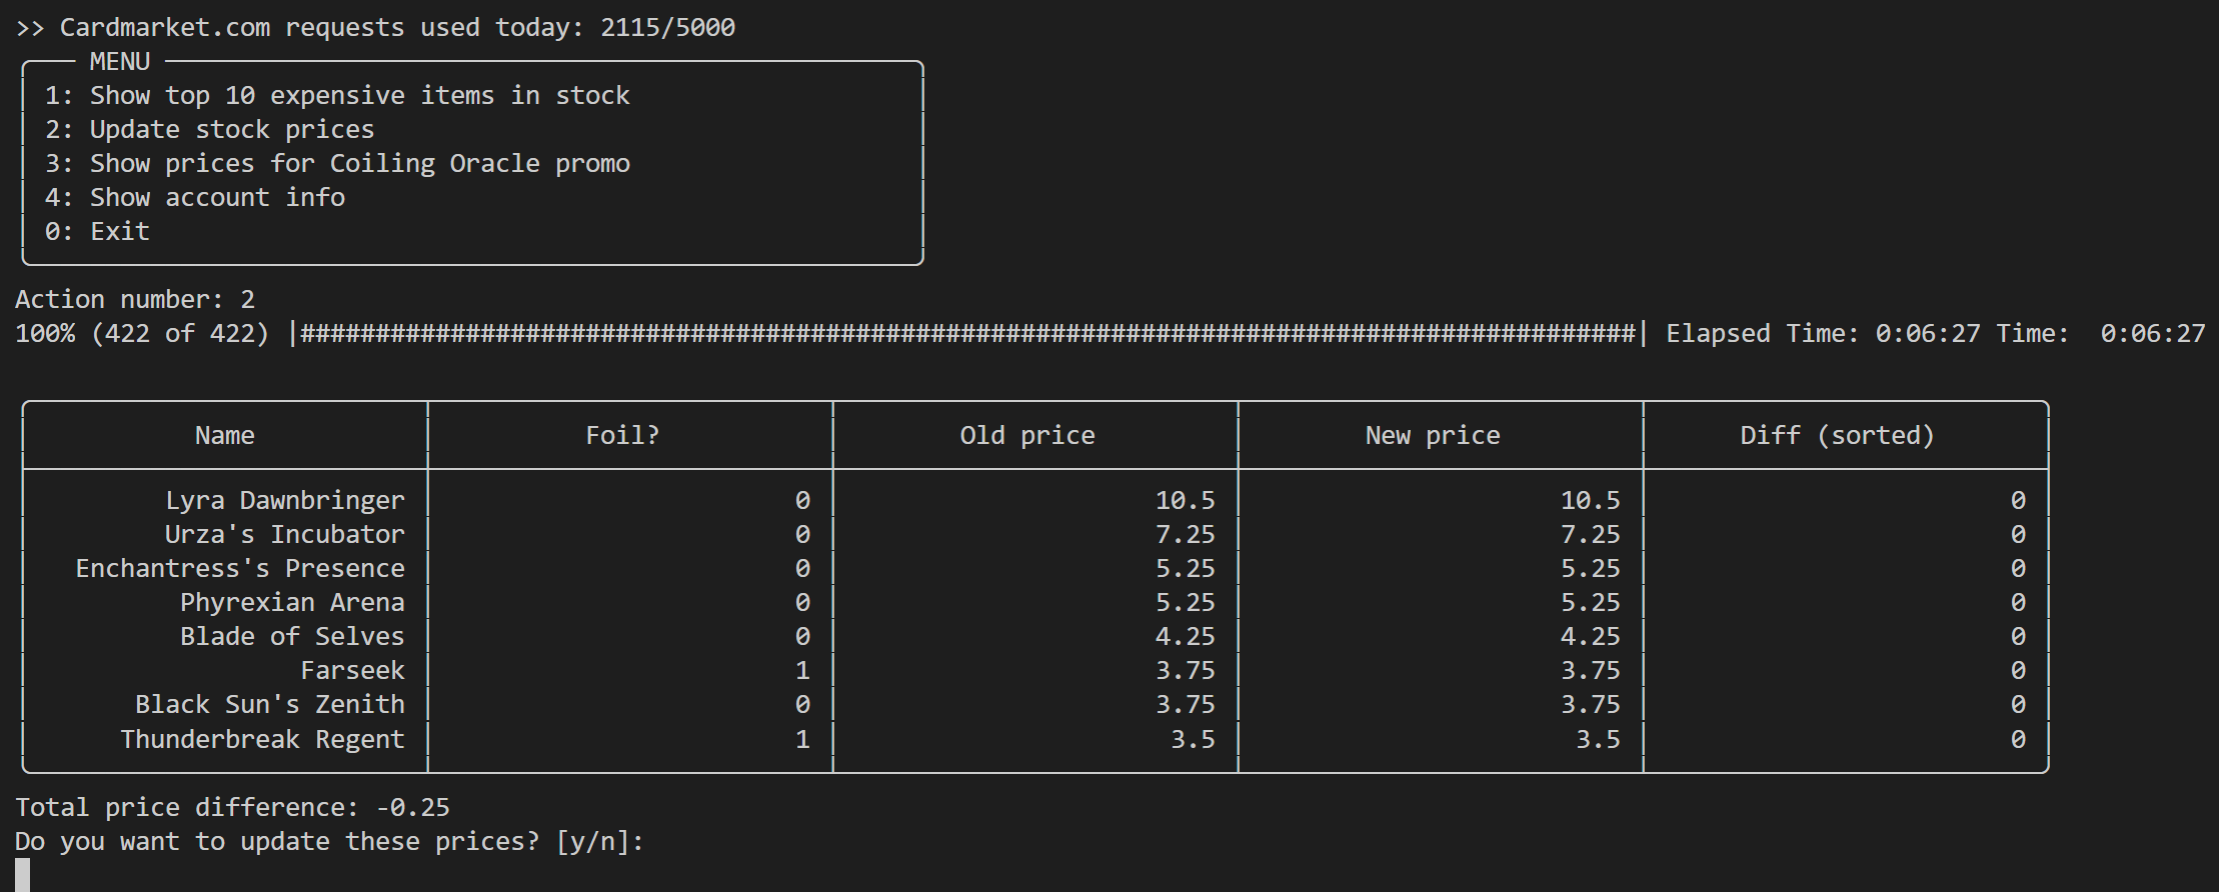 >> Cardmarket.com requests used today: 2115/5000
MENU
1: Show top 10 expensive items in stock
2: Update stock prices
3: Show prices for Coiling Oracle promo
4: Show account info
0: Exit
Action number: 2
100% (422 of 422) |#########################################################################################| Elapsed Time: 0:06:27 Time:  0:06:27
Name Foil? Old price New price Diff (sorted)
Lyra Dawnbringer 0 10.5 10.5 0
Urza's Incubator 0 7.25 7.25 0
Enchantress's Presence 0 5.25 5.25 0
Phyrexian Arena 0 5.25 5.25 0
Blade of Selves 0 4.25 4.25 0
Farseek 1 3.75 3.75 0
Black Sun's Zenith 0 3.75 3.75 0
Thunderbreak Regent 1 3.5 3.5 0
Total price difference: -0.25
Do you want to update these prices? [y/n]: